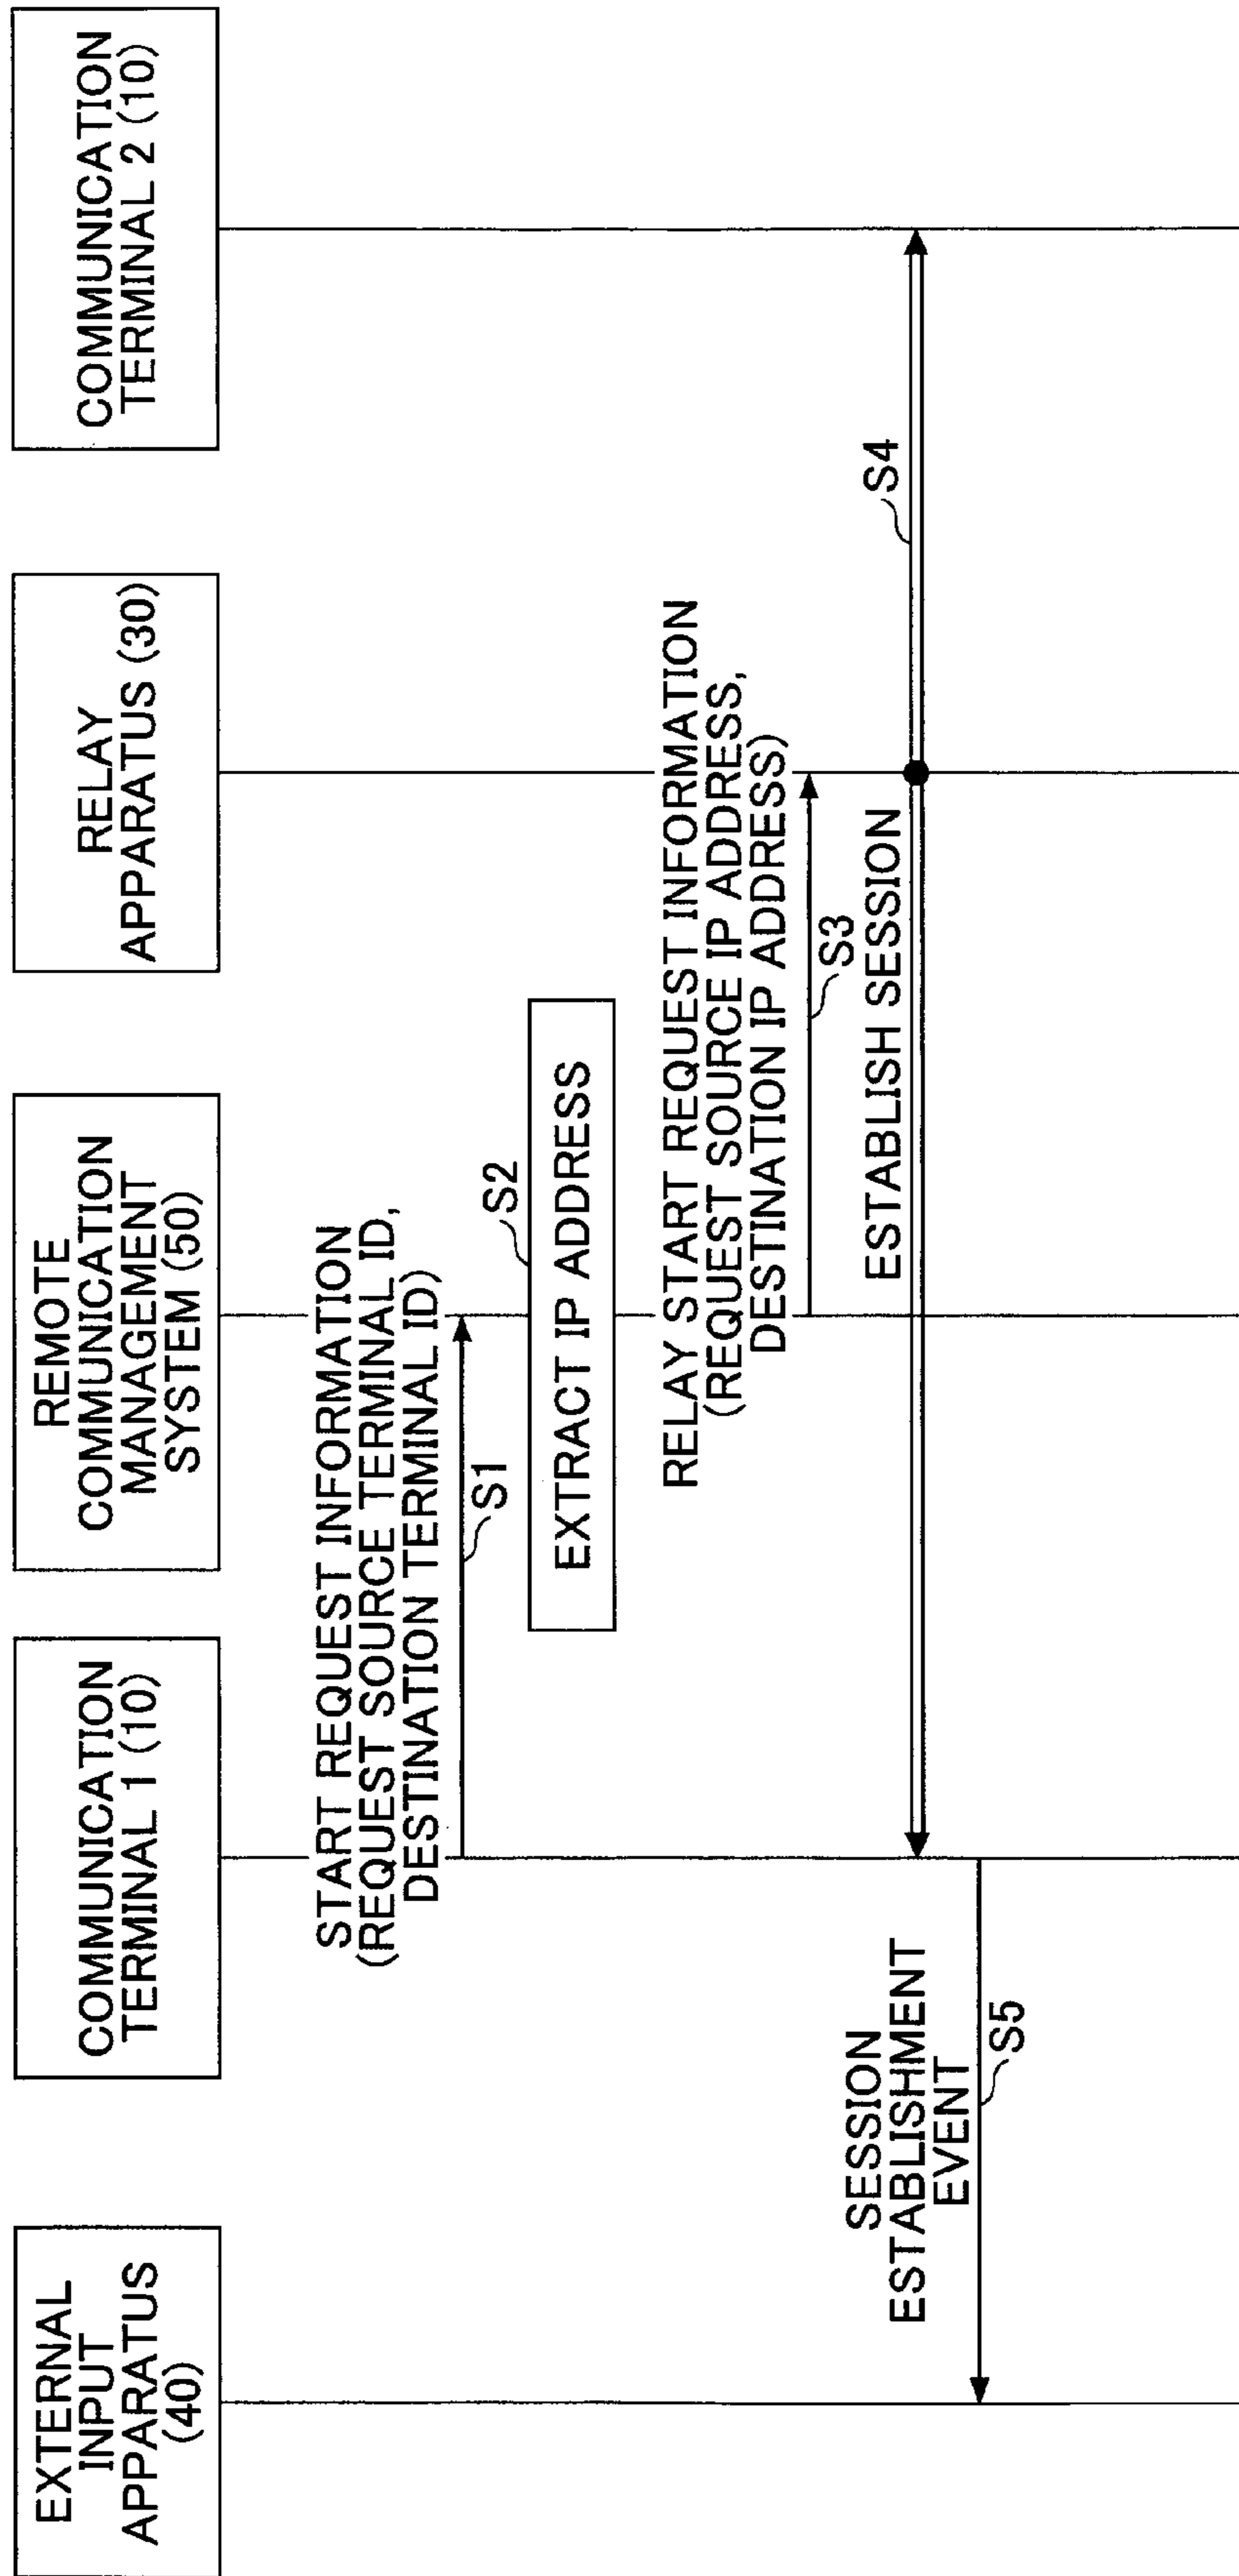 EXTERNAL
INPUT
APPARATUS
(40)
COMMUNICATION
TERMINAL 1 (10)
REMOTE
COMMUNICATION
MANAGEMENT
SYSTEM (50)
RELAY
APPARATUS (30)
COMMUNICATION
TERMINAL 2 (10)
START REQUEST INFORMATION
(REQUEST SOURCE TERMINAL ID,
DESTINATION TERMINAL ID)
S1
S2
EXTRACT IP ADDRESS
RELAY START REQUEST INFORMATION
(REQUEST SOURCE IP ADDRESS,
DESTINATION IP ADDRESS)
S3
ESTABLISH SESSION
S4
SESSION
ESTABLISHMENT
EVENT
S5